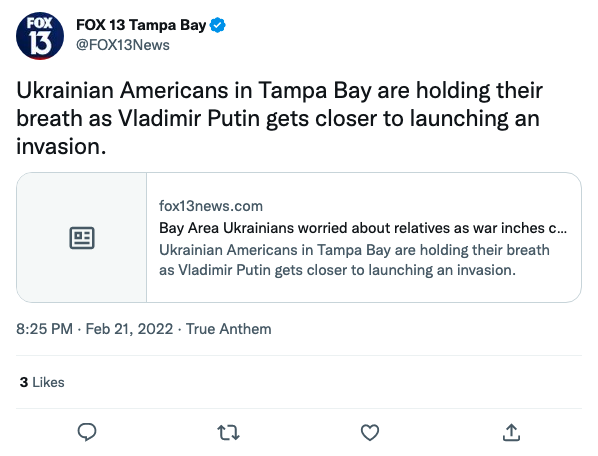 FOX
13
FOX 13 Tampa Bay
@FOX13News
Ukrainian Americans in Tampa Bay are holding their
breath as Vladimir Putin gets closer to launching an
invasion.
fox13news.com
Bay Area Ukrainians worried about relatives as war inches c...
Ukrainian Americans in Tampa Bay are holding their breath
as Vladimir Putin gets closer to launching an invasion.
8:25 PM · Feb 21, 2022 · True Anthem
3 Likes